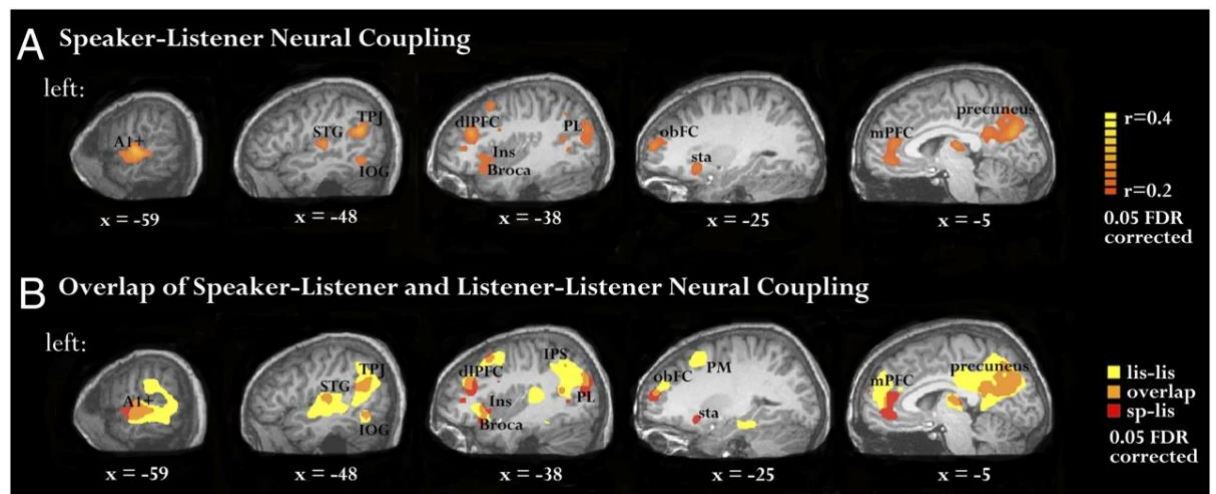 A Speaker-Listener Neural Coupling
left:
A1+
STG TPJ IOG
dlPFC Ins Broca PL
obFC sta
mPFC precuneus
r=0.4
r=0.2
0.05 FDR
corrected
x = -59 x = -48 x = -38 x = -25 x = -5
B Overlap of Speaker-Listener and Listener-Listener Neural Coupling
left:
A1+
STG TPJ IOG
dlPFC IPS Ins Broca PL
obFC PM sta
mPFC precuneus
lis-lis
overlap
sp-lis
0.05 FDR
corrected
x = -59 x = -48 x = -38 x = -25 x = -5